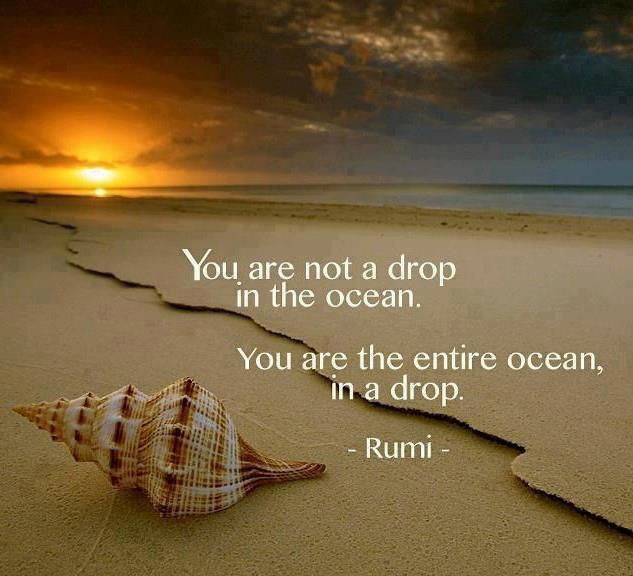 You are not a drop
in the ocean.
You are the entire ocean,
in a drop.
- Rumi -